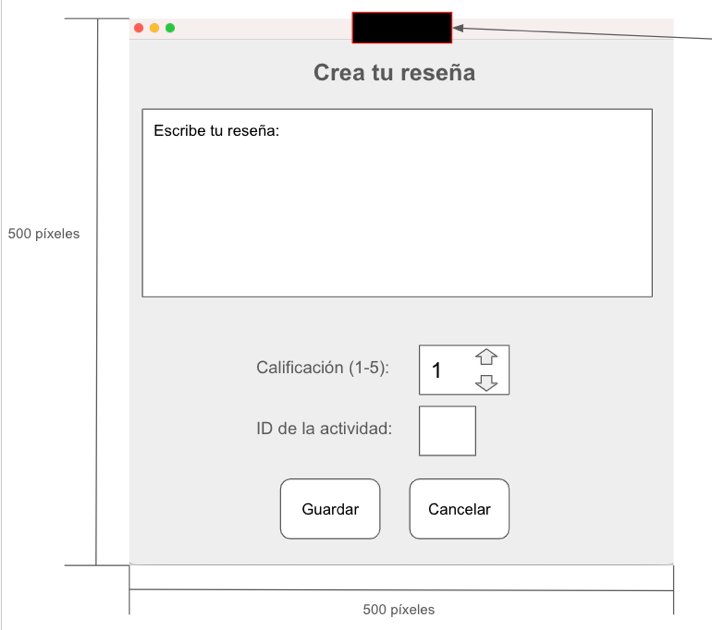 Crea tu reseña
Escribe tu reseña:
500 píxeles
Calificación (1-5):
1
ID de la actividad:
Guardar
Cancelar
500 píxeles